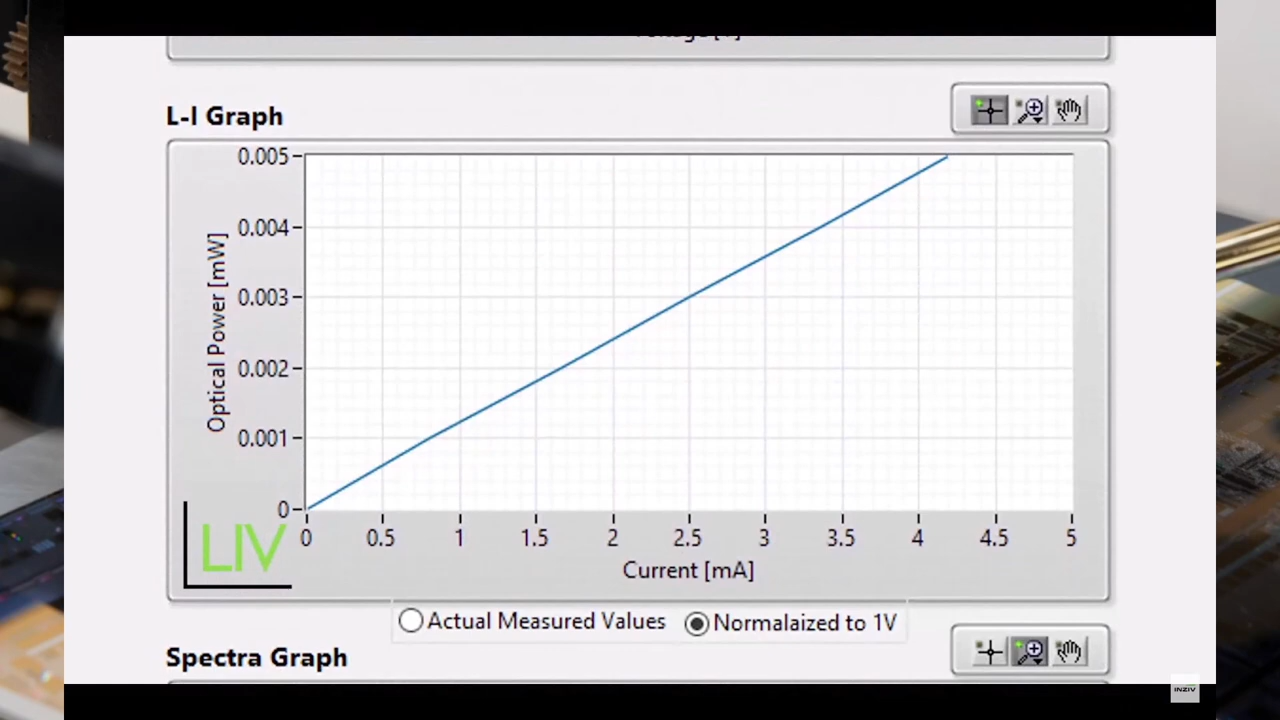 Voltage [V]
L-I Graph
0.005
0.004
0.003
0.002
0.001
0
Optical Power [mW]
0 0.5 1 1.5 2 2.5 3 3.5 4 4.5 5
Current [mA]
LIV
Actual Measured Values Normalaized to 1V
Spectra Graph
INZIV